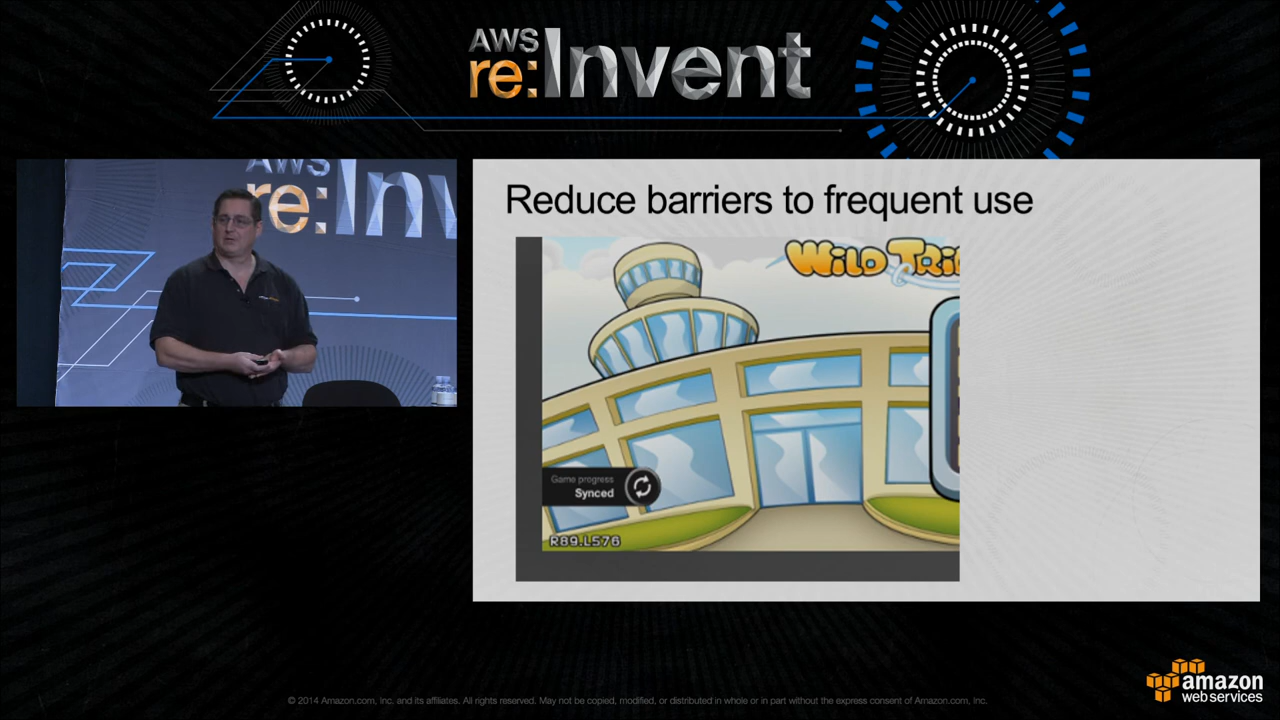 AWS
re:Invent
AWS
re:Inv
Reduce barriers to frequent use
WILD TRI
Game progress
Synced
R89.L576
© 2014 Amazon.com, Inc. and its affiliates. All rights reserved. May not be copied, modified, or distributed in whole or in part without the express consent of Amazon.com, Inc.
amazon
web services